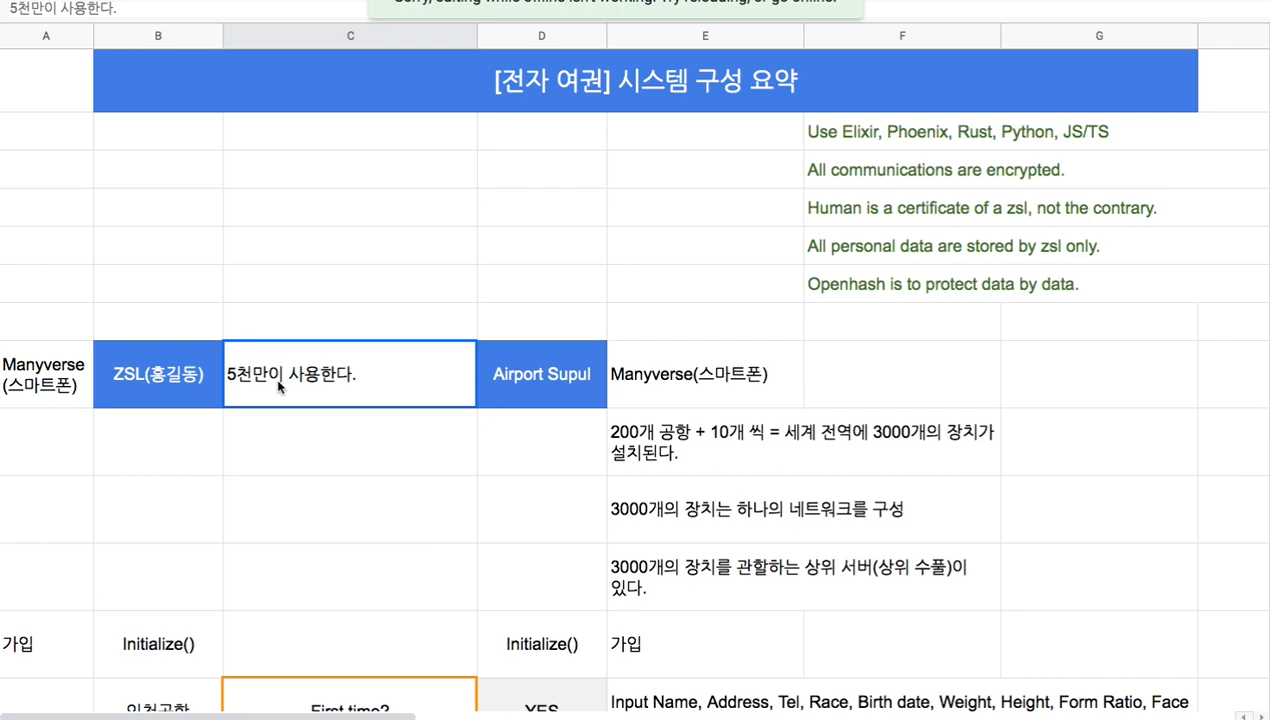 5천만이 사용한다.
Sorry, editing while offline isn't working. Try reloading, or go online.
A B C D E F G
[전자 여권] 시스템 구성 요약
Use Elixir, Phoenix, Rust, Python, JS/TS
All communications are encrypted.
Human is a certificate of a zsl, not the contrary.
All personal data are stored by zsl only.
Openhash is to protect data by data.
Manyverse
(스마트폰)
ZSL(홍길동)
5천만이 사용한다.
Airport Supul
Manyverse(스마트폰)
200개 공항 + 10개 씩 = 세계 전역에 3000개의 장치가
설치된다.
3000개의 장치는 하나의 네트워크를 구성
3000개의 장치를 관할하는 상위 서버(상위 수풀)이
있다.
가입
Initialize()
Initialize()
가입
인천공항
First time?
YES
Input Name, Address, Tel, Race, Birth date, Weight, Height, Form Ratio, Face